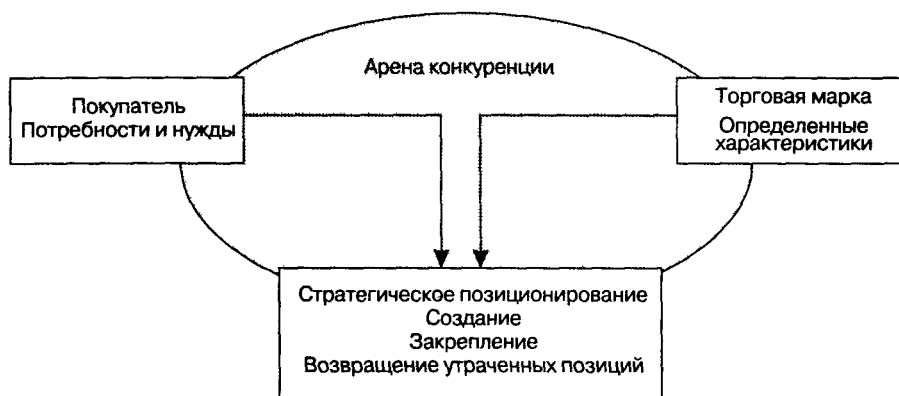 Арена конкуренции
Покупатель
Потребности и нужды
Торговая марка
Определенные
характеристики
Стратегическое позиционирование
Создание
Закрепление
Возвращение утраченных позиций